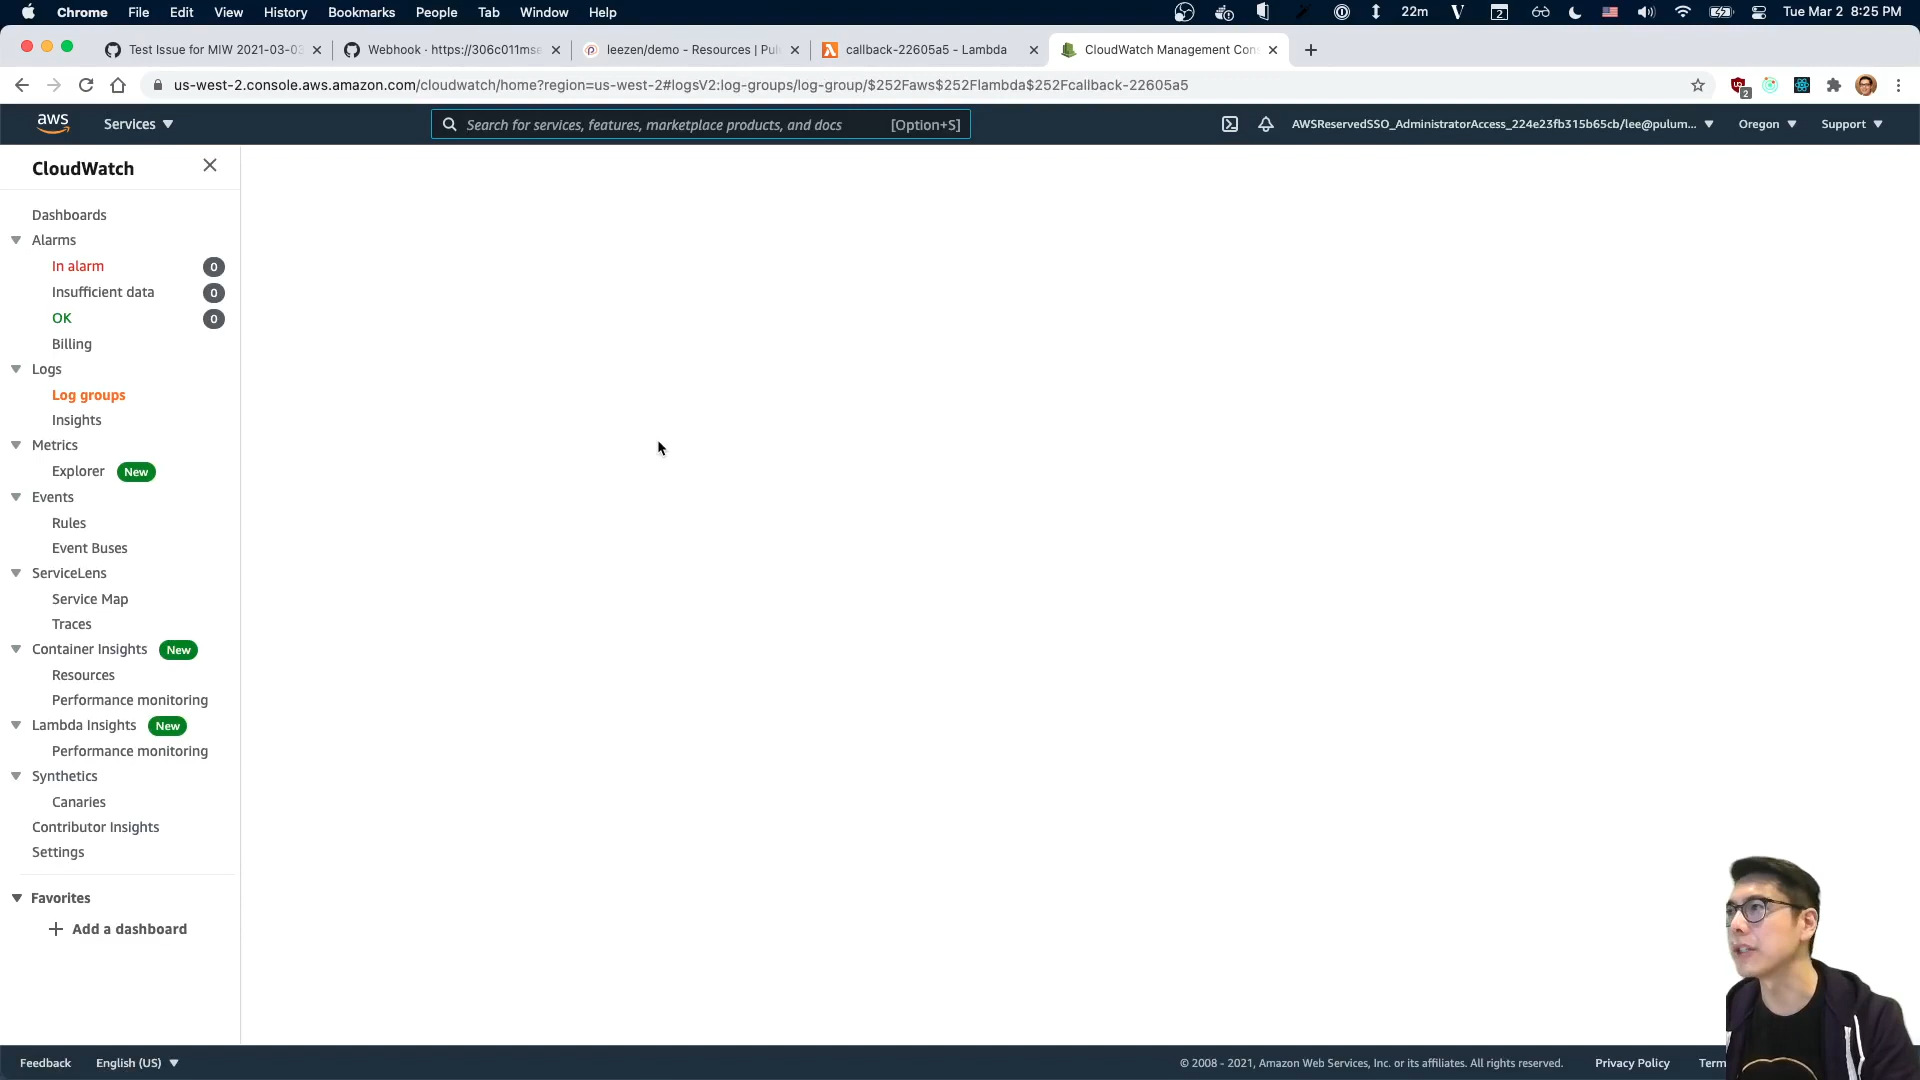 Chrome File Edit View History Bookmarks People Tab Window Help 22m V 2 Tue Mar 2 8:25 PM
Test Issue for MIW 2021-03-03 Webhook · https://306c011mse leezen/demo - Resources | Pul callback-22605a5 - Lambda CloudWatch Management Con
us-west-2.console.aws.amazon.com/cloudwatch/home?region=us-west-2#logsV2:log-groups/log-group/$252Faws$252Flambda$252Fcallback-22605a5 2
aws Services Search for services, features, marketplace products, and docs [Option+S] AWSReservedSSO_AdministratorAccess_224e23fb315b65cb/lee@pulum... Oregon Support
CloudWatch
Dashboards
Alarms
In alarm 0
Insufficient data 0
OK 0
Billing
Logs
Log groups
Insights
Metrics
Explorer New
Events
Rules
Event Buses
ServiceLens
Service Map
Traces
Container Insights New
Resources
Performance monitoring
Lambda Insights New
Performance monitoring
Synthetics
Canaries
Contributor Insights
Settings
Favorites
Add a dashboard
Feedback English (US) © 2008 - 2021, Amazon Web Services, Inc. or its affiliates. All rights reserved. Privacy Policy Term